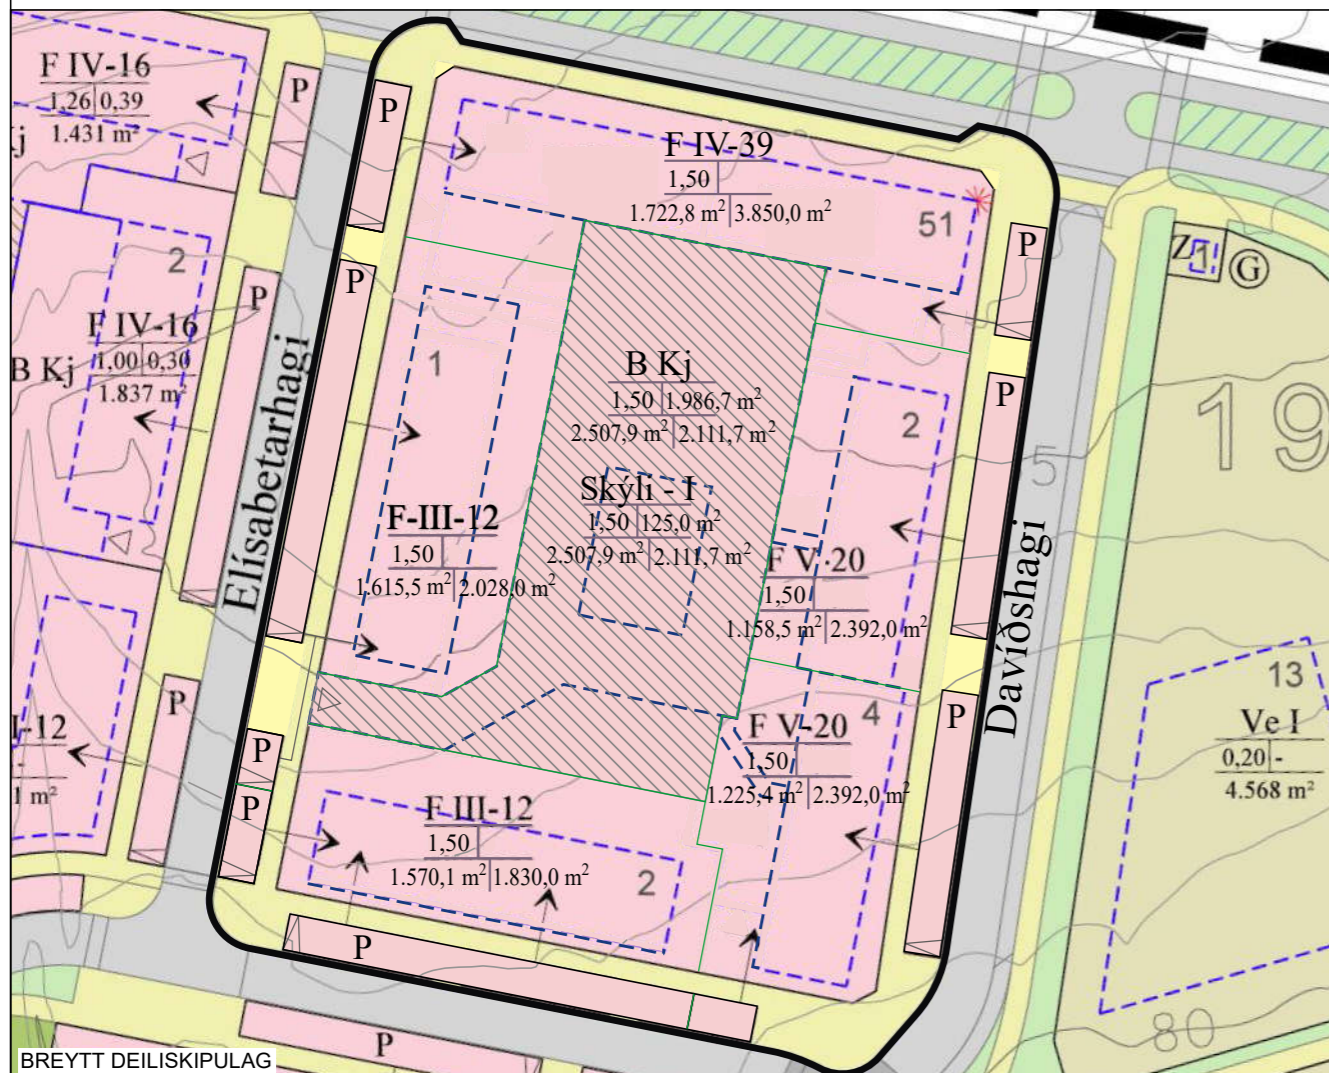 F IV-16
1,26 0,39
1.431 m²
Kj
P
P
F IV-39
1,50
1.722,8 m² 3.850,0 m²
51
P
Z 1 G
2
P
P
F IV-16
1,00 0,30
1.837 m²
B Kj
Elísabetarhagi
1
B Kj
1,50 1.986,7 m²
2.507,9 m² 2.111,7 m²
P
2
19
5
Skýli - I
1,50 125,0 m²
2.507,9 m² 2.111,7 m²
F-III-12
1,50
1.615,5 m² 2.028,0 m²
F V-20
1,50
1.158,5 m² 2.392,0 m²
Davíðshagi
13
Ve I
0,20 -
4.568 m²
I-12
-
1 m²
P
P
P
F V-20
4
1,50
1.225,4 m² 2.392,0 m²
P
F III-12
1,50
1.570,1 m² 1.830,0 m²
2
P
P
80
BREYTT DEILISKIPULAG